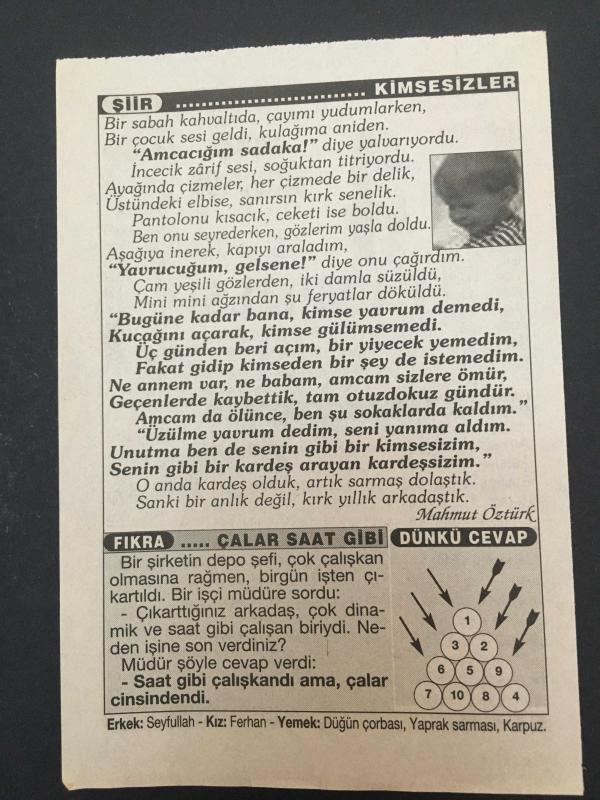 ŞİİR .............................. KİMSESİZLER
Bir sabah kahvaltıda, çayımı yudumlarken,
Bir çocuk sesi geldi, kulağıma aniden.
“Amcacığım sadaka!” diye yalvarıyordu.
İncecik zârif sesi, soğuktan titriyordu.
Ayağında çizmeler, her çizmede bir delik,
Üstündeki elbise, sanırsın kırk senelik.
Pantolonu kısacık, ceketi ise boldu.
Ben onu seyrederken, gözlerim yaşla doldu.
Aşağıya inerek, kapıyı araladım,
“Yavrucuğum, gelsene!” diye onu çağırdım.
Çam yeşili gözlerden, iki damla süzüldü,
Mini mini ağzından şu feryatlar döküldü.
“Bugüne kadar bana, kimse yavrum demedi,
Kucağını açarak, kimse gülümsemedi.
Üç günden beri açım, bir yiyecek yemedim,
Fakat gidip kimseden bir şey de istemedim.
Ne annem var, ne babam, amcam sizlere ömür,
Geçenlerde kaybettik, tam otuzdokuz gündür.
Amcam da ölünce, ben şu sokaklarda kaldım.”
“Üzülme yavrum dedim, seni yanıma aldım.
Unutma ben de senin gibi bir kimsesizim,
Senin gibi bir kardeş arayan kardeşsizim.”
O anda kardeş olduk, artık sarmaş dolaştık.
Sanki bir anlık değil, kırk yıllık arkadaştık.
Mahmut Öztürk
FIKRA ..... ÇALAR SAAT GİBİ
Bir şirketin depo şefi, çok çalışkan
olmasına rağmen, birgün işten çı-
kartıldı. Bir işçi müdüre sordu:
- Çıkarttığınız arkadaş, çok dina-
mik ve saat gibi çalışan biriydi. Ne-
den işine son verdiniz?
Müdür şöyle cevap verdi:
- Saat gibi çalışkandı ama, çalar
cinsindendi.
DÜNKÜ CEVAP
1
3 2
6 5 9
7 10 8 4
Erkek: Seyfullah - Kız: Ferhan - Yemek: Düğün çorbası, Yaprak sarması, Karpuz.